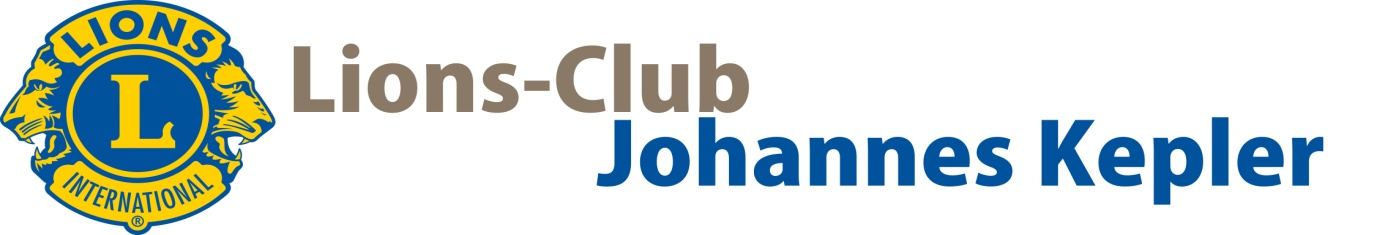 LIONS
L
INTERNATIONAL
®
Lions-Club
Johannes Kepler